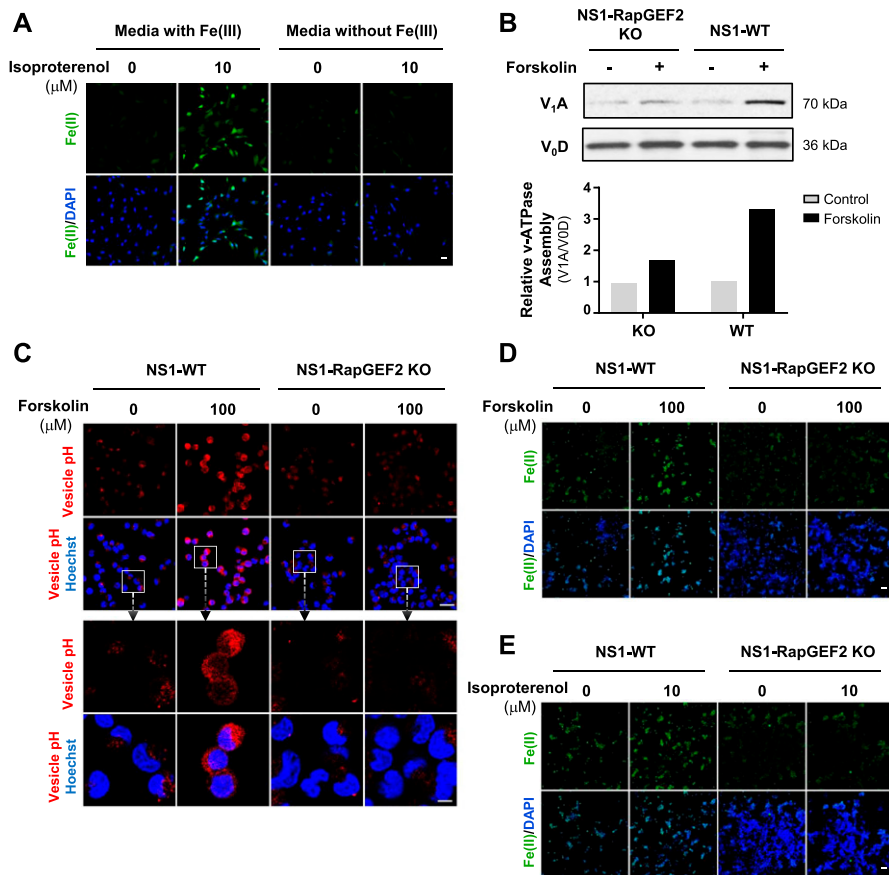 A
Media with Fe(III)
Media without Fe(III)
Isoproterenol
(μM)
0
10
0
10
Fe(II)
Fe(II)/DAPI
B
NS1-RapGEF2
KO
NS1-WT
Forskolin
-
+
-
+
V₁A
70 kDa
V₀D
36 kDa
Relative v-ATPase
Assembly
(V1A/V0D)
4
3
2
1
0
KO
WT
Control
Forskolin
C
NS1-WT
NS1-RapGEF2 KO
Forskolin
(μM)
0
100
0
100
Vesicle pH
Vesicle pH
Hoechst
Vesicle pH
Vesicle pH
Hoechst
D
NS1-WT
NS1-RapGEF2 KO
Forskolin
(μM)
0
100
0
100
Fe(II)
Fe(II)/DAPI
E
NS1-WT
NS1-RapGEF2 KO
Isoproterenol
(μM)
0
10
0
10
Fe(II)
Fe(II)/DAPI